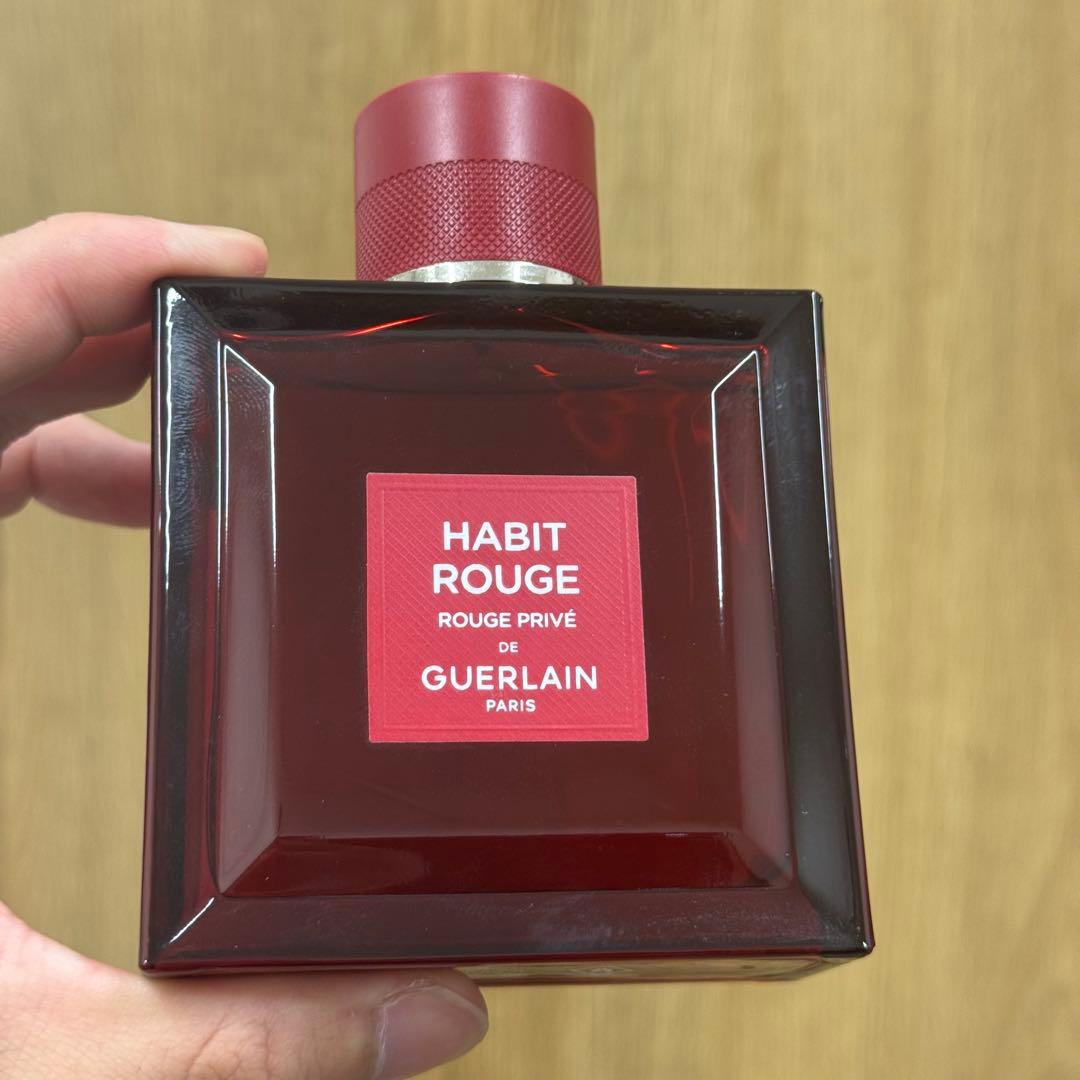 HABIT
ROUGE
ROUGE PRIVÉ
DE
GUERLAIN
PARIS